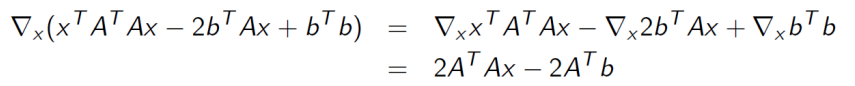 ∇ₓ(xᵀAᵀAx − 2bᵀAx + bᵀb) = ∇ₓxᵀAᵀAx − ∇ₓ2bᵀAx + ∇ₓbᵀb
= 2AᵀAx − 2Aᵀb